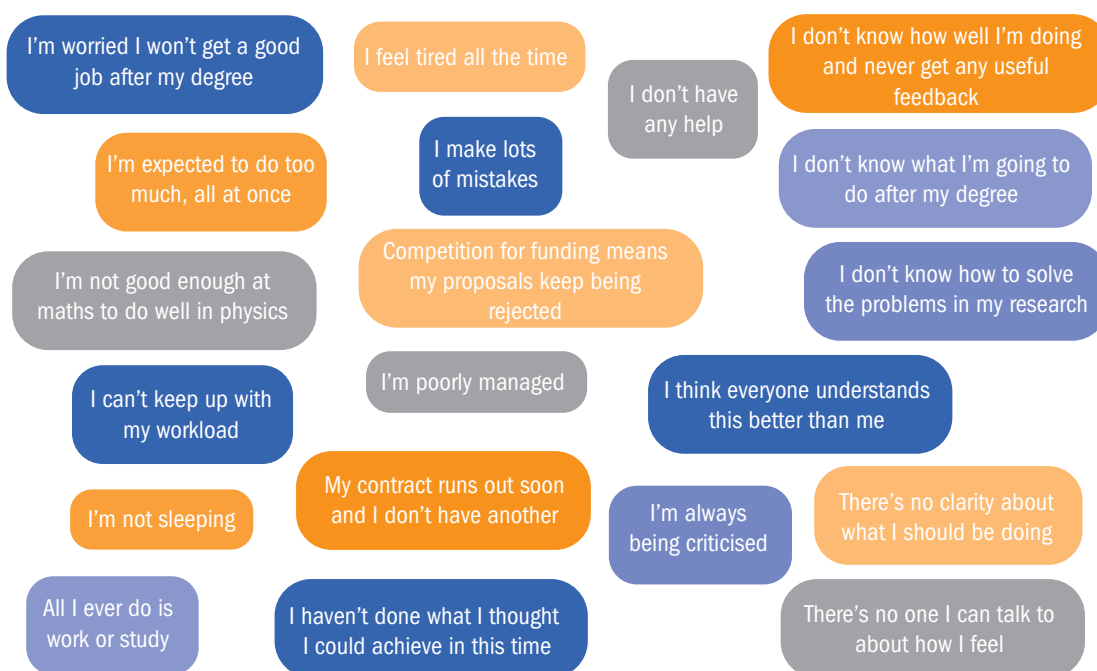 I'm worried I won't get a good
job after my degree
I feel tired all the time
I don't have
any help
I don't know how well I'm doing
and never get any useful
feedback
I'm expected to do too
much, all at once
I make lots
of mistakes
I don't know what I'm going to
do after my degree
I'm not good enough at
maths to do well in physics
Competition for funding means
my proposals keep being
rejected
I don't know how to solve
the problems in my research
I can't keep up with
my workload
I'm poorly managed
I think everyone understands
this better than me
I'm not sleeping
My contract runs out soon
and I don't have another
I'm always
being criticised
There's no clarity about
what I should be doing
All I ever do is
work or study
I haven't done what I thought
I could achieve in this time
There's no one I can talk to
about how I feel